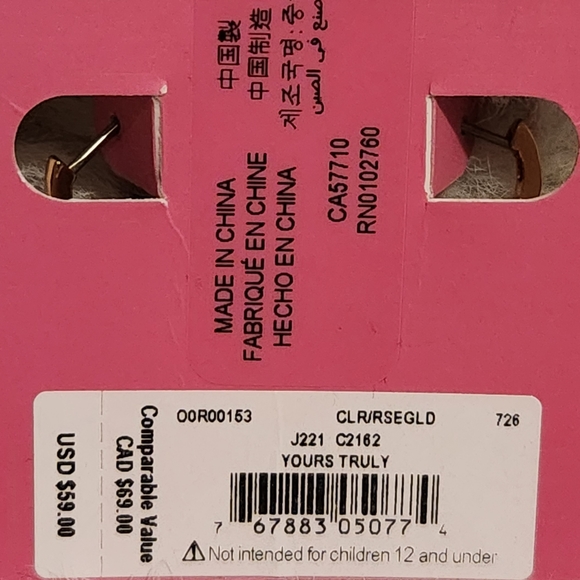 中国製
中国制造
제조국명: 중
صنع في الصين
MADE IN CHINA
FABRIQUÉ EN CHINE
HECHO EN CHINA
CA57710
RN0102760
O0R00153 CLR/RSEGLD 726
J221 C2162
YOURS TRULY
7 67883 05077 4
⚠ Not intended for children 12 and under
Comparable Value
CAD $69.00
USD $59.00